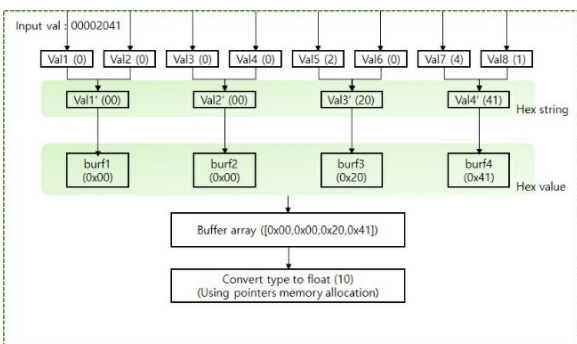 Input val : 00002041
Val1 (0) Val2 (0) Val3 (0) Val4 (0) Val5 (2) Val6 (0) Val7 (4) Val8 (1)
Val1' (00) Val2' (00) Val3' (20) Val4' (41)
Hex string
burf1 burf2 burf3 burf4
(0x00) (0x00) (0x20) (0x41)
Hex value
Buffer array ([0x00,0x00,0x20,0x41])
Convert type to float (10)
(Using pointers memory allocation)